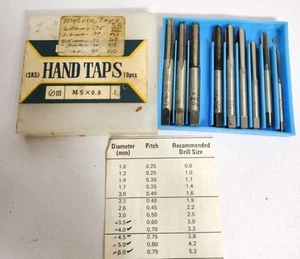 Metric Taps
(SKS) HAND TAPS 10pcs
M5×0.8
Diameter Pitch Recommended
(mm) Drill Size
1.0 0.25 0.8
1.2 0.25 1.0
1.4 0.30 1.1
1.7 0.35 1.4
3.0 0.40 1.6
2.3 0.40 1.9
2.6 0.45 2.2
3.0 0.50 2.5
3.5 0.60 3.0
4.0 0.70 3.3
4.5 0.75 3.8
5.0 0.80 4.2
6.0 0.75 5.3